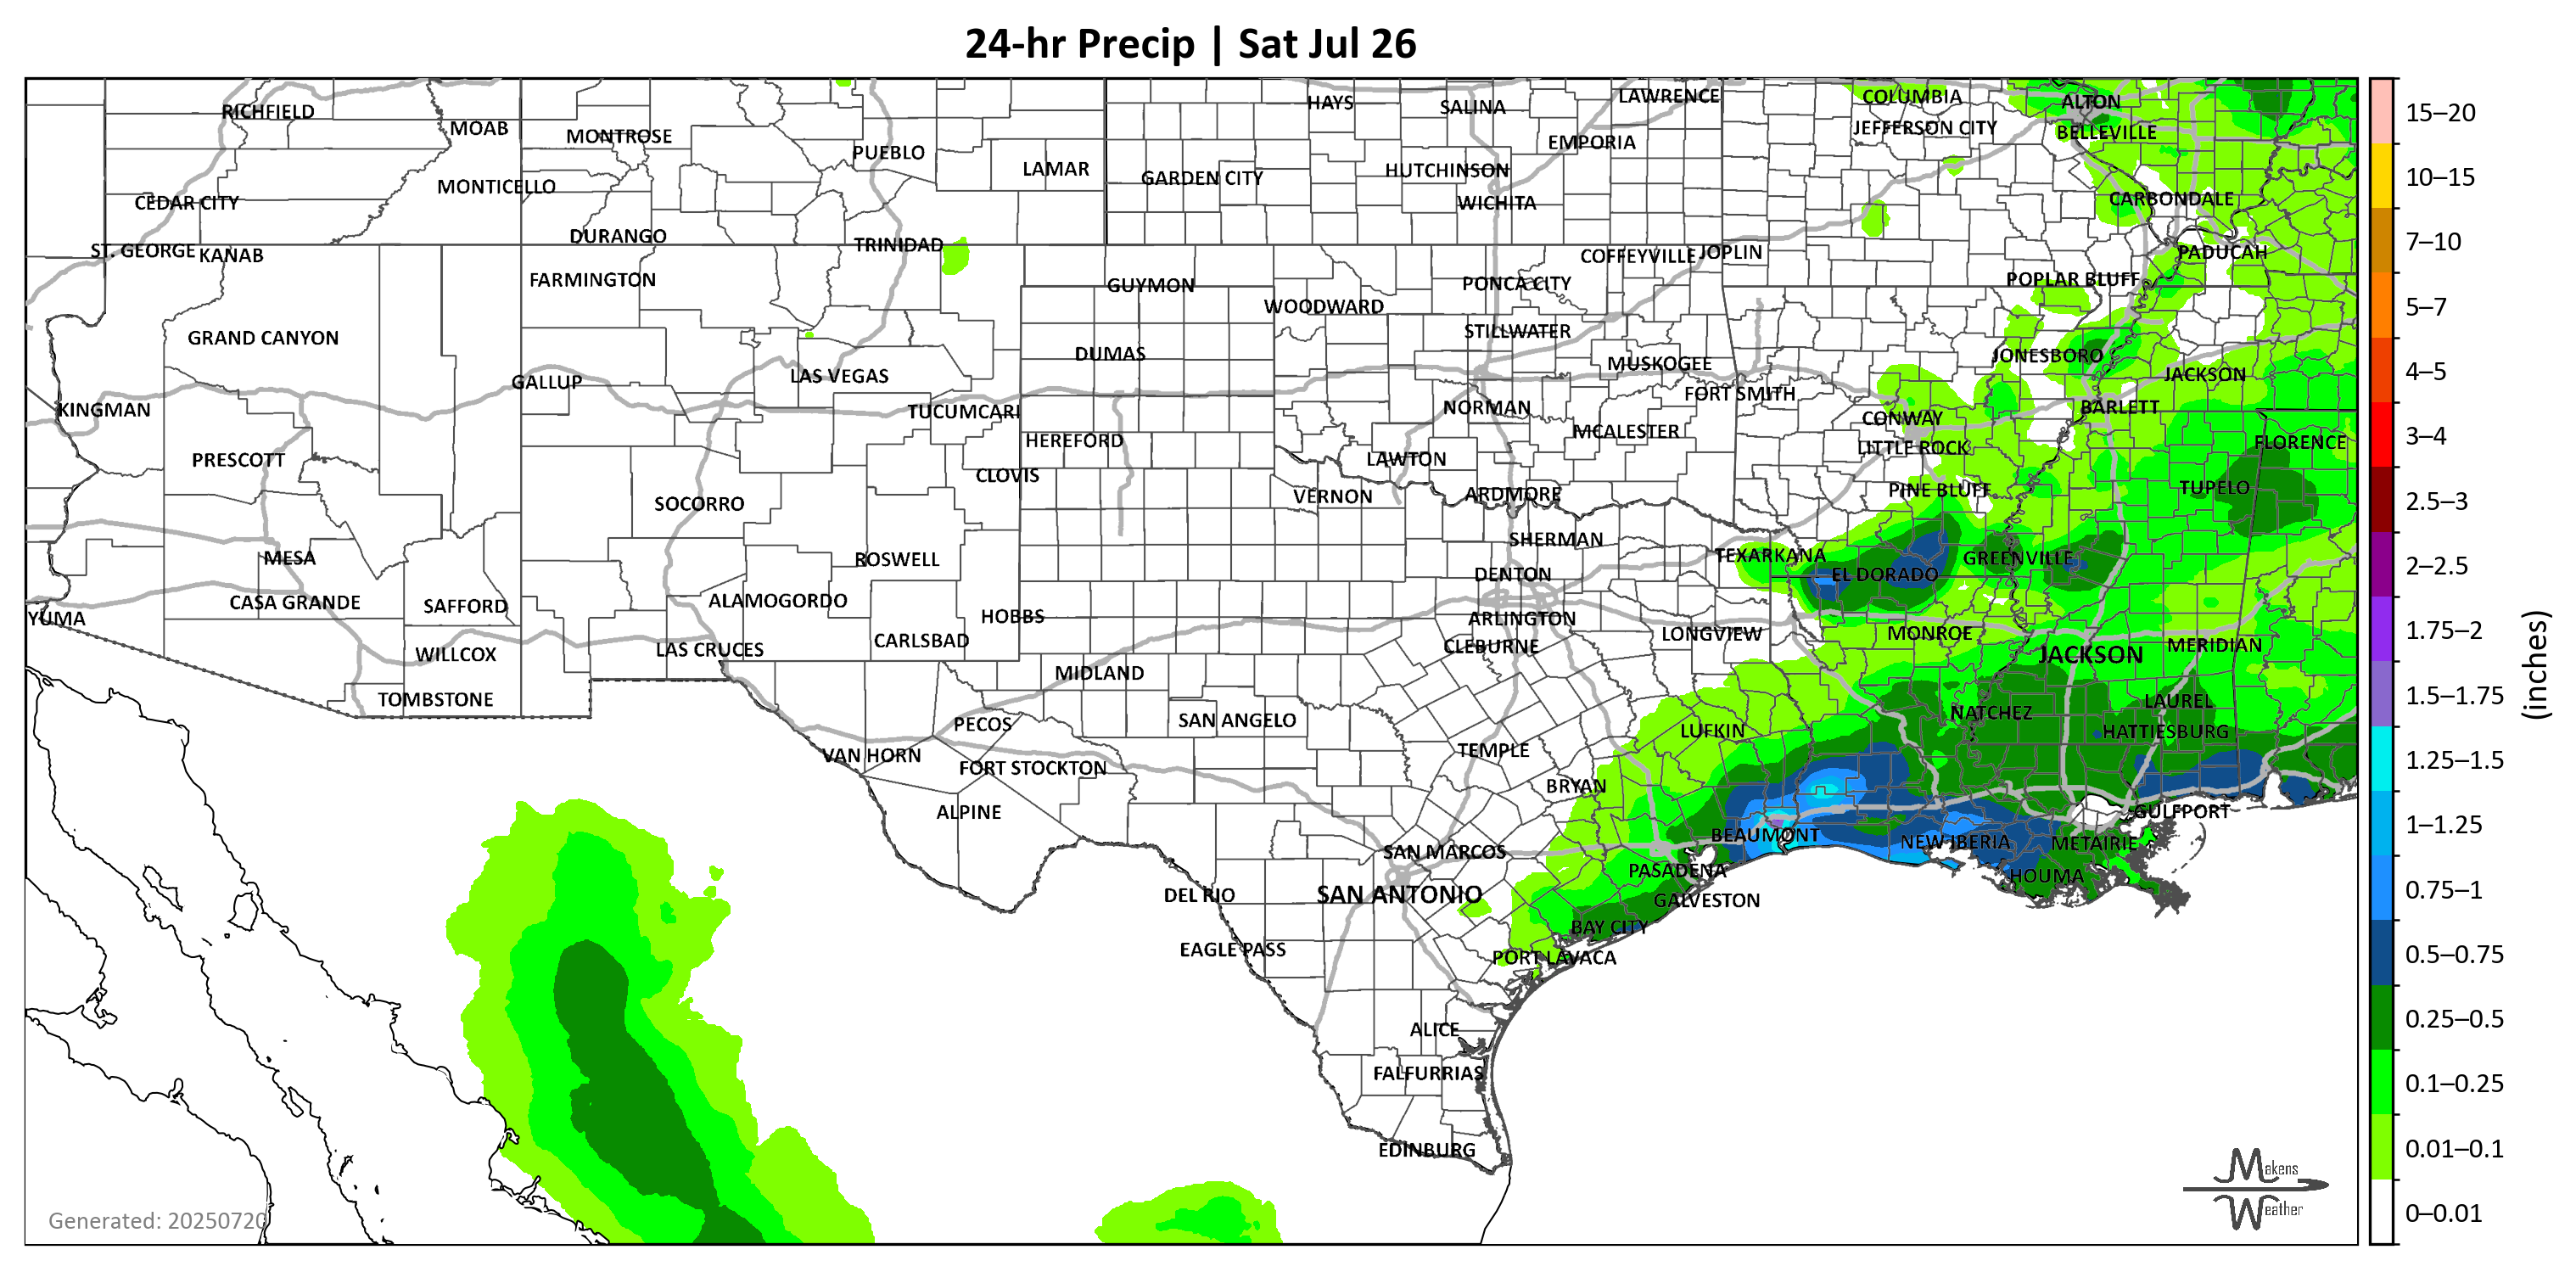 24-hr Precip | Sat Jul 26
RICHFIELD
MOAB
MONTROSE
PUEBLO
LAMAR
GARDEN CITY
HAYS
SALINA
LAWRENCE
EMPORIA
HUTCHINSON
WICHITA
COLUMBIA
JEFFERSON CITY
ALTON
BELLEVILLE
CEDAR CITY
MONTICELLO
DURANGO
TRINIDAD
CARBONDALE
ST. GEORGE
KANAB
FARMINGTON
GUYMON
WOODWARD
PONCA CITY
COFFEYVILLE
JOPLIN
POPLAR BLUFF
PADUCAH
GRAND CANYON
GALLUP
LAS VEGAS
DUMAS
STILLWATER
MUSKOGEE
FORT SMITH
JONESBORO
JACKSON
KINGMAN
TUCUMCARI
HEREFORD
NORMAN
MCALESTER
CONWAY
LITTLE ROCK
BARLETT
FLORENCE
PRESCOTT
SOCORRO
CLOVIS
LAWTON
VERNON
ARDMORE
PINE BLUFF
TUPELO
MESA
ROSWELL
SHERMAN
DENTON
TEXARKANA
EL DORADO
GREENVILLE
YUMA
CASA GRANDE
SAFFORD
ALAMOGORDO
HOBBS
ARLINGTON
CLEBURNE
LONGVIEW
MONROE
JACKSON
MERIDIAN
WILLCOX
LAS CRUCES
CARLSBAD
MIDLAND
TOMBSTONE
PECOS
SAN ANGELO
LUFKIN
NATCHEZ
LAUREL
HATTIESBURG
VAN HORN
FORT STOCKTON
TEMPLE
BRYAN
ALPINE
BEAUMONT
NEW IBERIA
GULFPORT
METAIRIE
SAN MARCOS
PASADENA
HOUMA
DEL RIO
SAN ANTONIO
GALVESTON
BAY CITY
EAGLE PASS
PORT LAVACA
ALICE
FALFURRIAS
EDINBURG
Generated: 20250720
Makens
Weather
15–20
10–15
7–10
5–7
4–5
3–4
2.5–3
2–2.5
1.75–2
1.5–1.75
1.25–1.5
1–1.25
0.75–1
0.5–0.75
0.25–0.5
0.1–0.25
0.01–0.1
0–0.01
(inches)